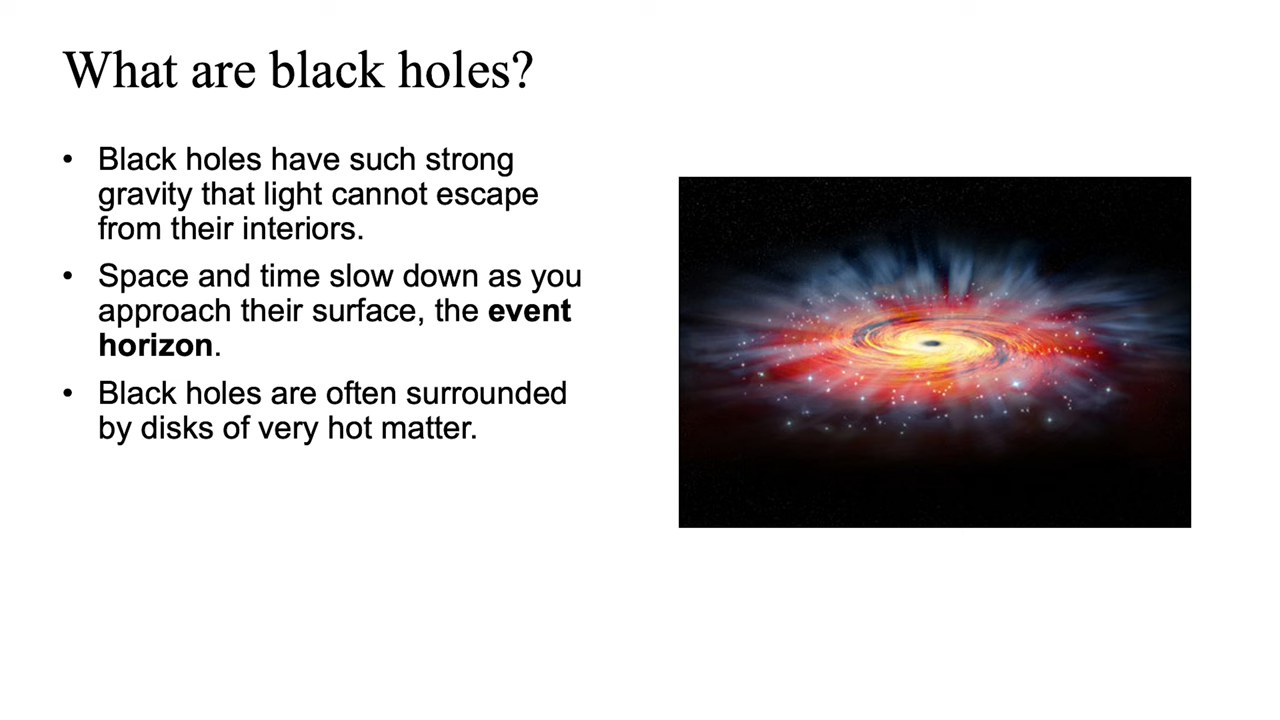 What are black holes?
• Black holes have such strong
gravity that light cannot escape
from their interiors.
• Space and time slow down as you
approach their surface, the event
horizon.
• Black holes are often surrounded
by disks of very hot matter.